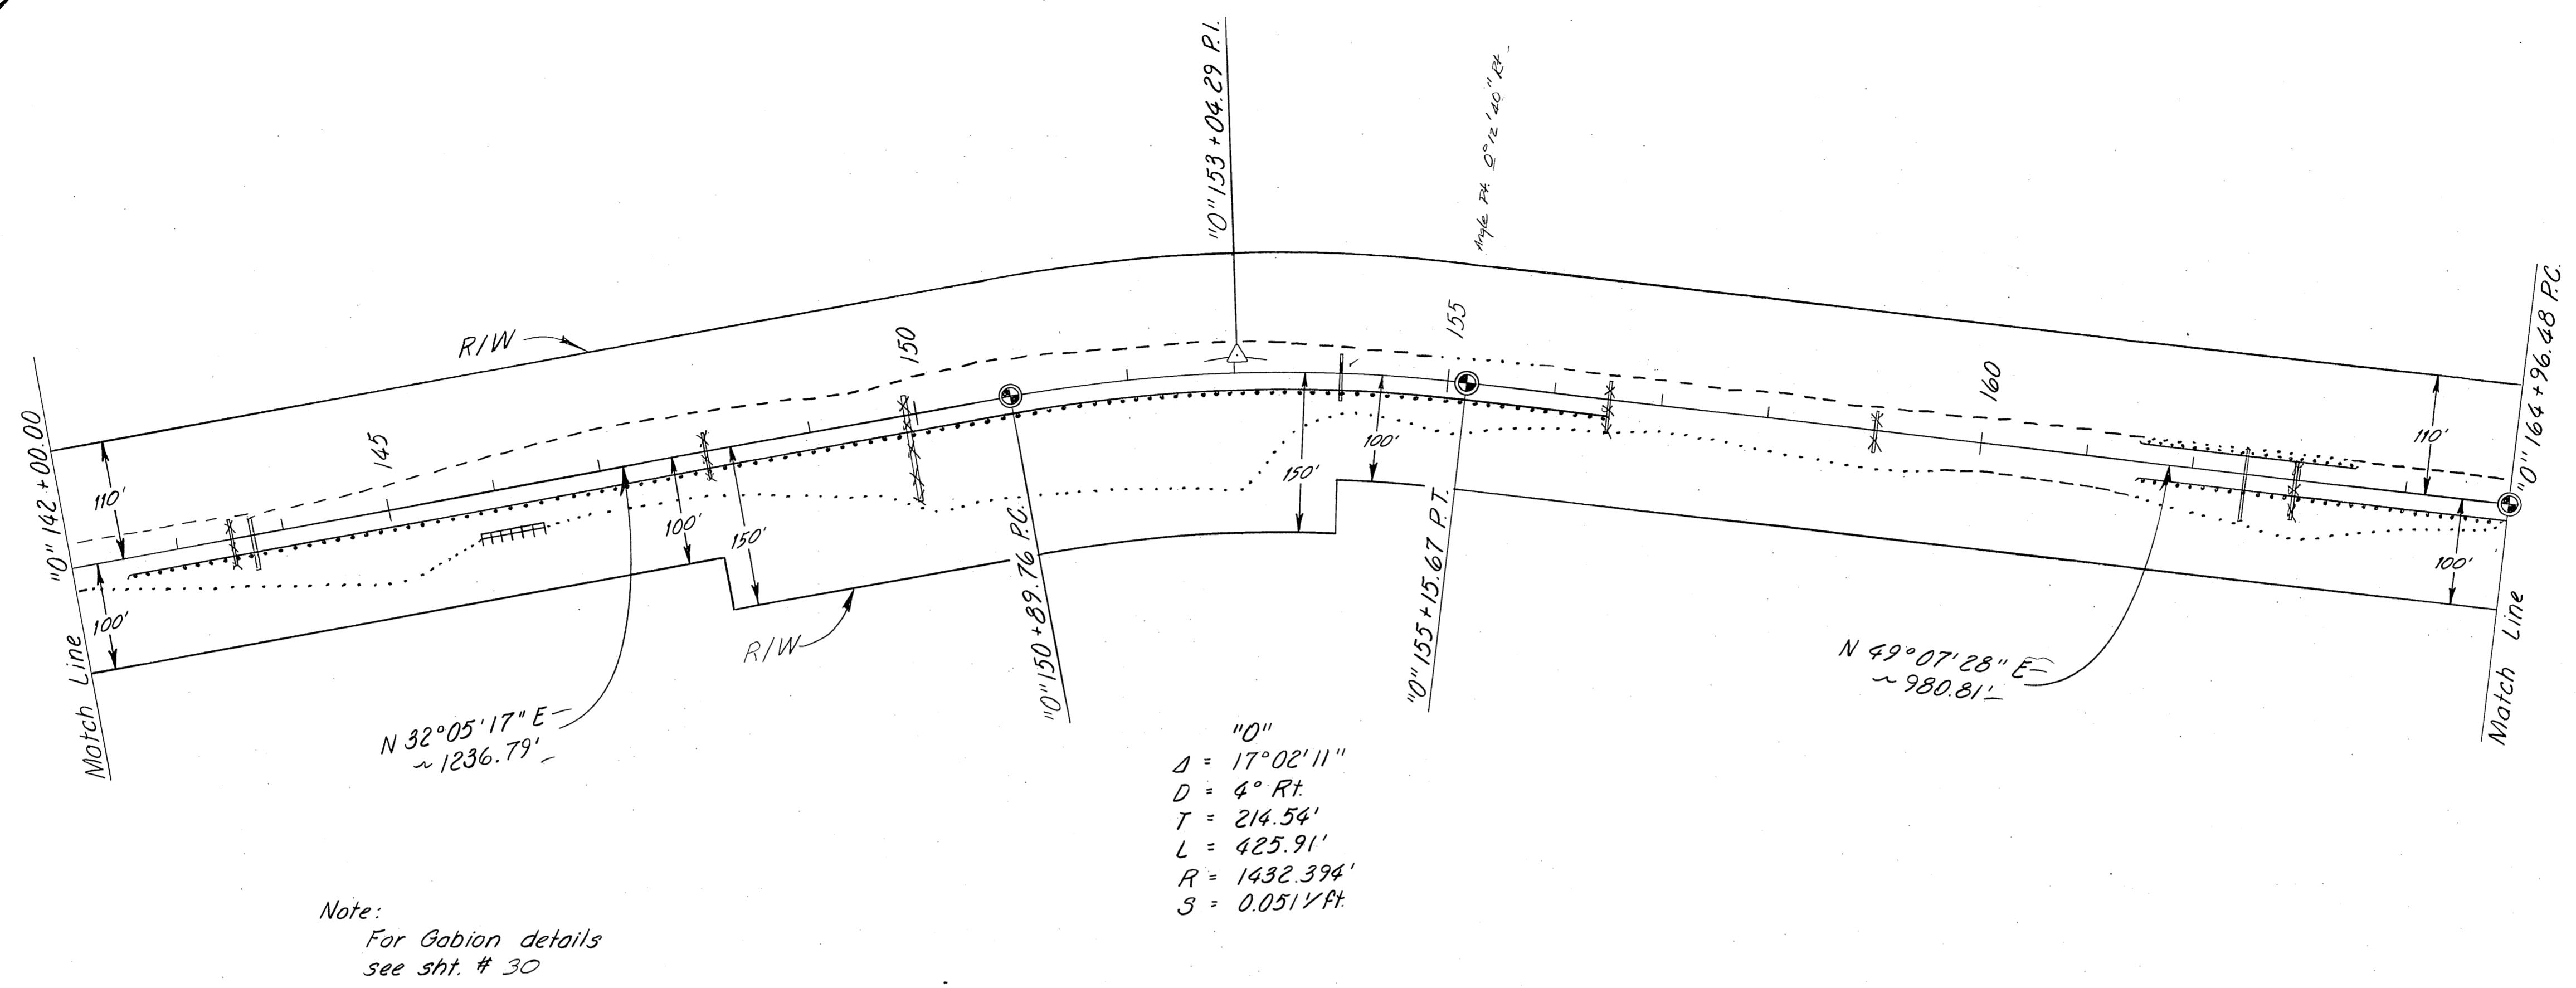 "O" 153 + 04.29 P.I.
Angle Pt. 0°12'40" Rt.
R/W
145
150
155
160
"O" 142 + 00.00
Match Line
110'
100'
100'
150'
150'
100'
110'
100'
"O" 164 + 96.48 P.C.
Match Line
R/W
"O" 150 + 89.76 P.C.
"O" 155 + 15.67 P.T.
N 32°05'17" E
~ 1236.79'
N 49°07'28" E
~ 980.81'
"O"
Δ = 17°02'11"
D = 4° Rt.
T = 214.54'
L = 425.91'
R = 1432.394'
S = 0.051'/ft.
Note:
For Gabion details
see sht. # 30